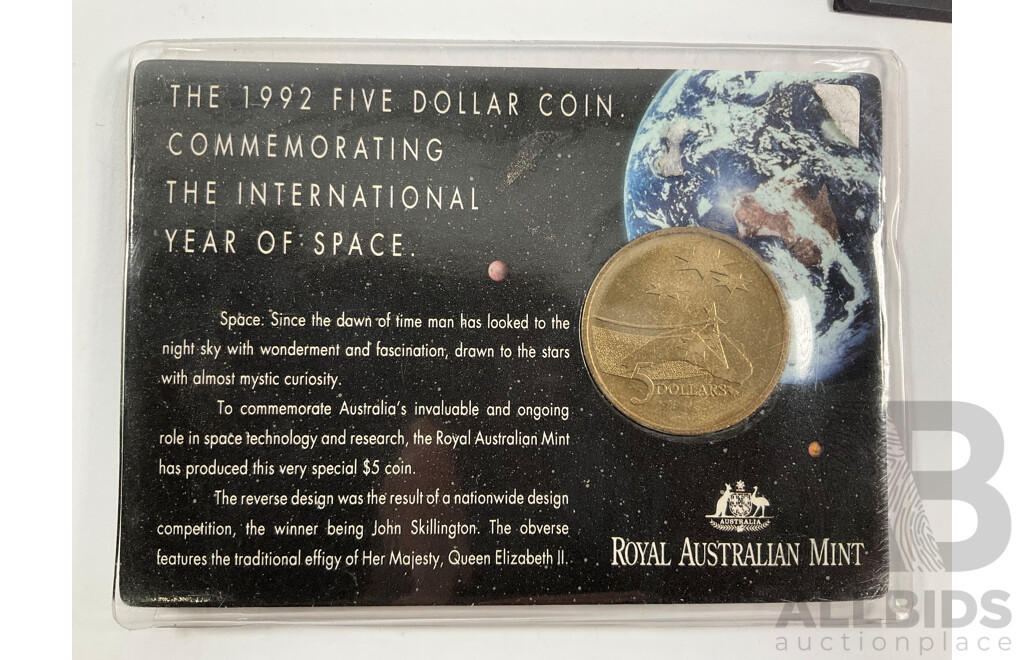 THE 1992 FIVE DOLLAR COIN.
COMMEMORATING
THE INTERNATIONAL
YEAR OF SPACE.
Space: Since the dawn of time man has looked to the
night sky with wonderment and fascination, drawn to the stars
with almost mystic curiosity.
To commemorate Australia's invaluable and ongoing
role in space technology and research, the Royal Australian Mint
has produced this very special $5 coin.
The reverse design was the result of a nationwide design
competition, the winner being John Skillington. The obverse
features the traditional effigy of Her Majesty, Queen Elizabeth II.
5 DOLLARS
AUSTRALIA
ROYAL AUSTRALIAN MINT
AB
ALLBIDS
auctionplace